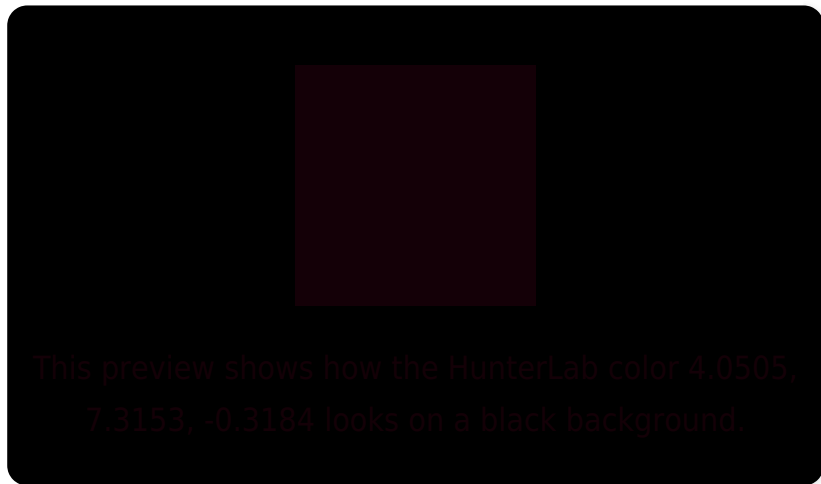 This preview shows how the HunterLab color 4.0505,
7.3153, -0.3184 looks on a black background.